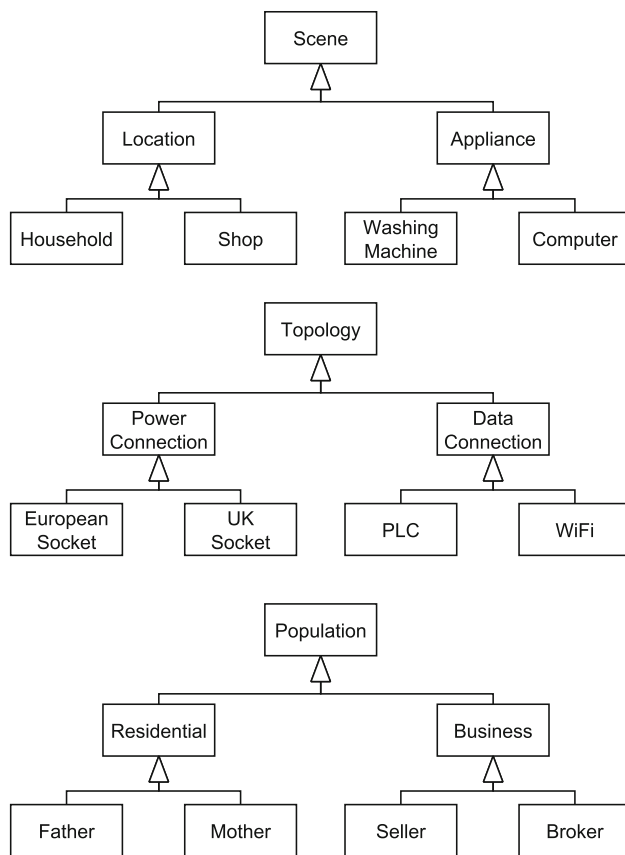 Scene
Location
Appliance
Household
Shop
Washing
Machine
Computer
Topology
Power
Connection
Data
Connection
European
Socket
UK
Socket
PLC
WiFi
Population
Residential
Business
Father
Mother
Seller
Broker